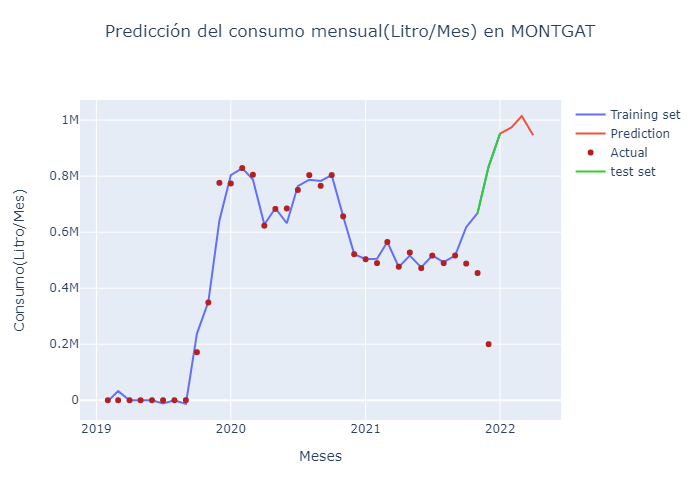 Predicción del consumo mensual(Litro/Mes) en MONTGAT
Training set
Prediction
Actual
test set
Consumo(Litro/Mes)
1M
0.8M
0.6M
0.4M
0.2M
0
2019
2020
2021
2022
Meses